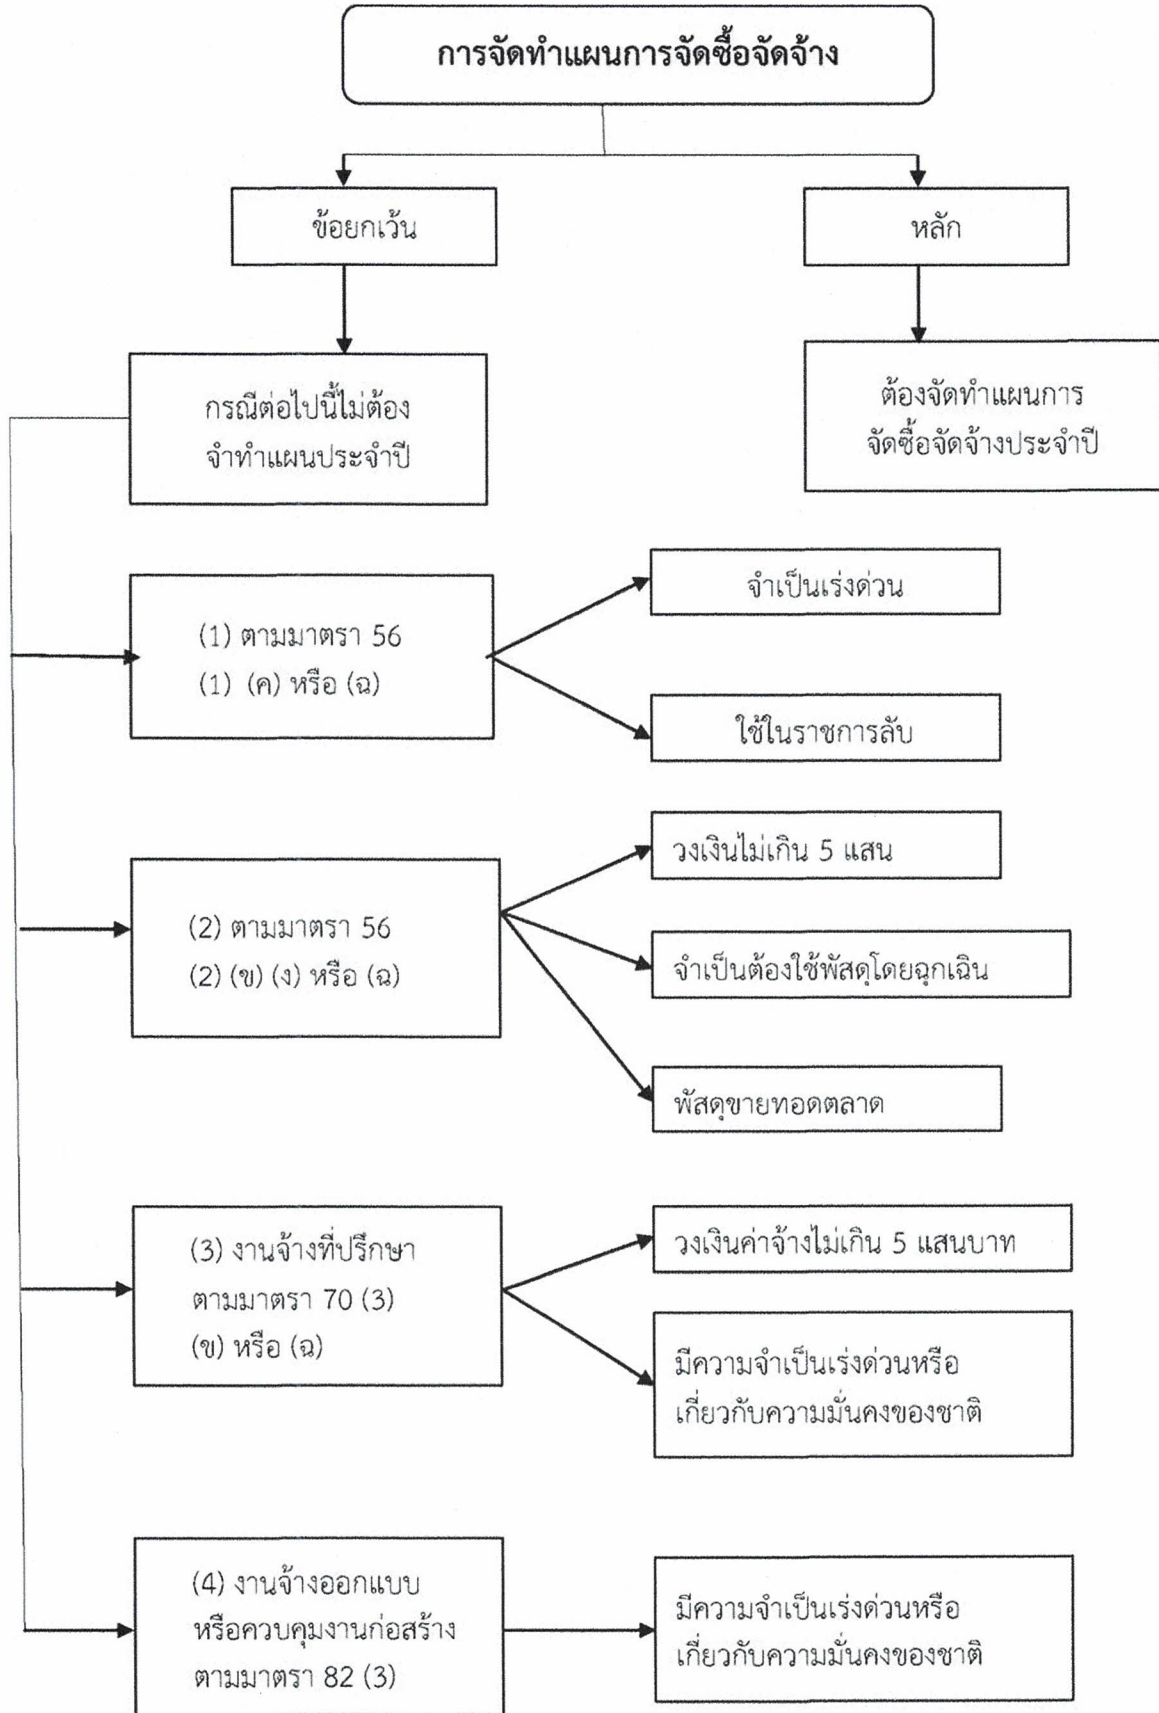 การจัดทำแผนการจัดซื้อจัดจ้าง
ข้อยกเว้น
หลัก
กรณีต่อไปนี้ไม่ต้อง
จำทำแผนประจำปี
ต้องจัดทำแผนการ
จัดซื้อจัดจ้างประจำปี
(1) ตามมาตรา 56
(1) (ค) หรือ (ฉ)
จำเป็นเร่งด่วน
ใช้ในราชการลับ
(2) ตามมาตรา 56
(2) (ข) (ง) หรือ (ฉ)
วงเงินไม่เกิน 5 แสน
จำเป็นต้องใช้พัสดุโดยฉุกเฉิน
พัสดุขายทอดตลาด
(3) งานจ้างที่ปรึกษา
ตามมาตรา 70 (3)
(ข) หรือ (ฉ)
วงเงินค่าจ้างไม่เกิน 5 แสนบาท
มีความจำเป็นเร่งด่วนหรือ
เกี่ยวกับความมั่นคงของชาติ
(4) งานจ้างออกแบบ
หรือควบคุมงานก่อสร้าง
ตามมาตรา 82 (3)
มีความจำเป็นเร่งด่วนหรือ
เกี่ยวกับความมั่นคงของชาติ